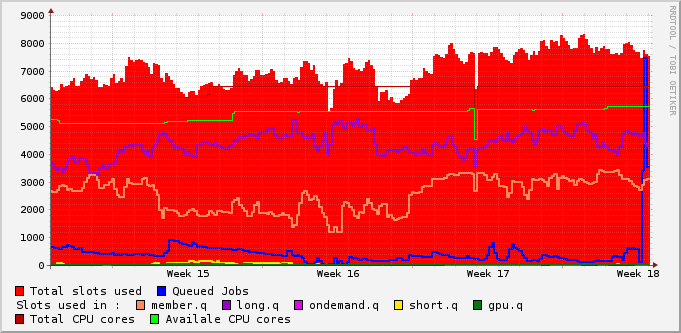 9000
8000
7000
6000
5000
4000
3000
2000
1000
0
Week 15 Week 16 Week 17 Week 18
RRDTOOL / TOBI OETIKER
Total slots used Queued Jobs
Slots used in : member.q long.q ondemand.q short.q gpu.q
Total CPU cores Availale CPU cores